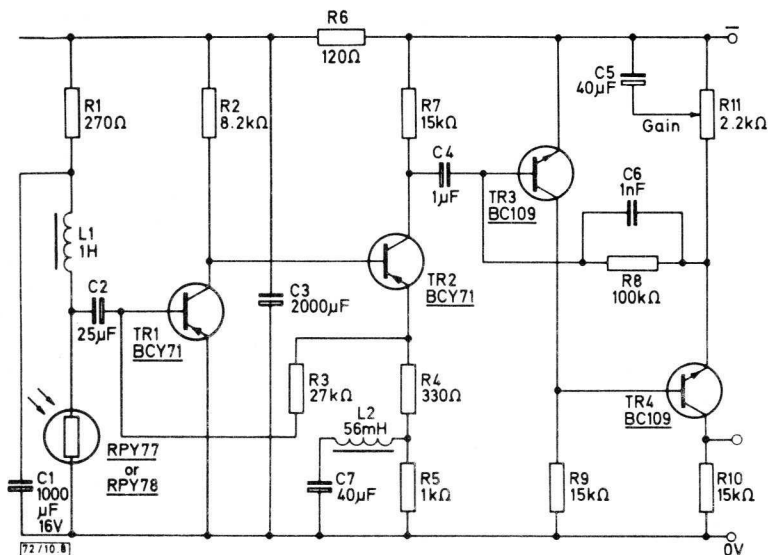 R6
120Ω
R1
270Ω
R2
8.2kΩ
R7
15kΩ
C5
40µF
Gain
R11
2.2kΩ
C4
1µF
TR3
BC109
C6
1nF
R8
100kΩ
L1
1H
C2
25µF
TR1
BCY71
C3
2000µF
TR2
BCY71
R3
27kΩ
R4
330Ω
L2
56mH
TR4
BC109
RPY77
or
RPY78
C1
1000
µF
16V
C7
40µF
R5
1kΩ
R9
15kΩ
R10
15kΩ
0V
72/10.8